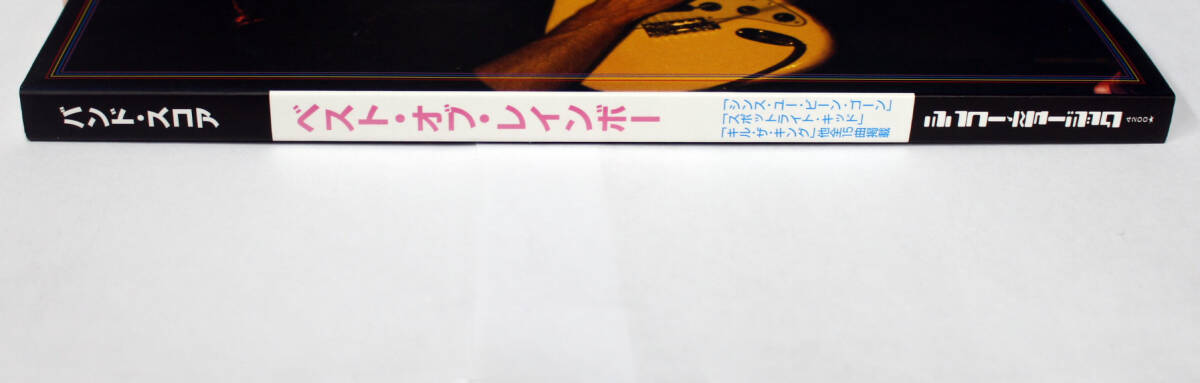 バンド・スコア
ベスト・オブ・レインボー
「シンス・ユー・ビーン・ゴーン」
「スポットライト・キッド」
「キル・ザ・キング」他全15曲掲載
シンコーミュージック
4200★